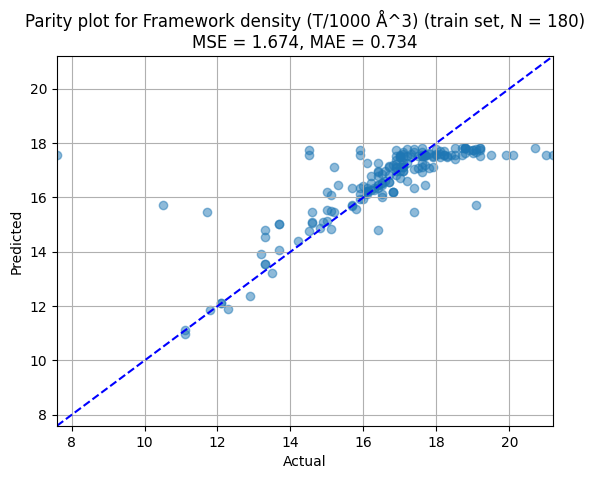 Parity plot for Framework density (T/1000 Å^3) (train set, N = 180)
MSE = 1.674, MAE = 0.734
Predicted
20
18
16
14
12
10
8
8 10 12 14 16 18 20
Actual